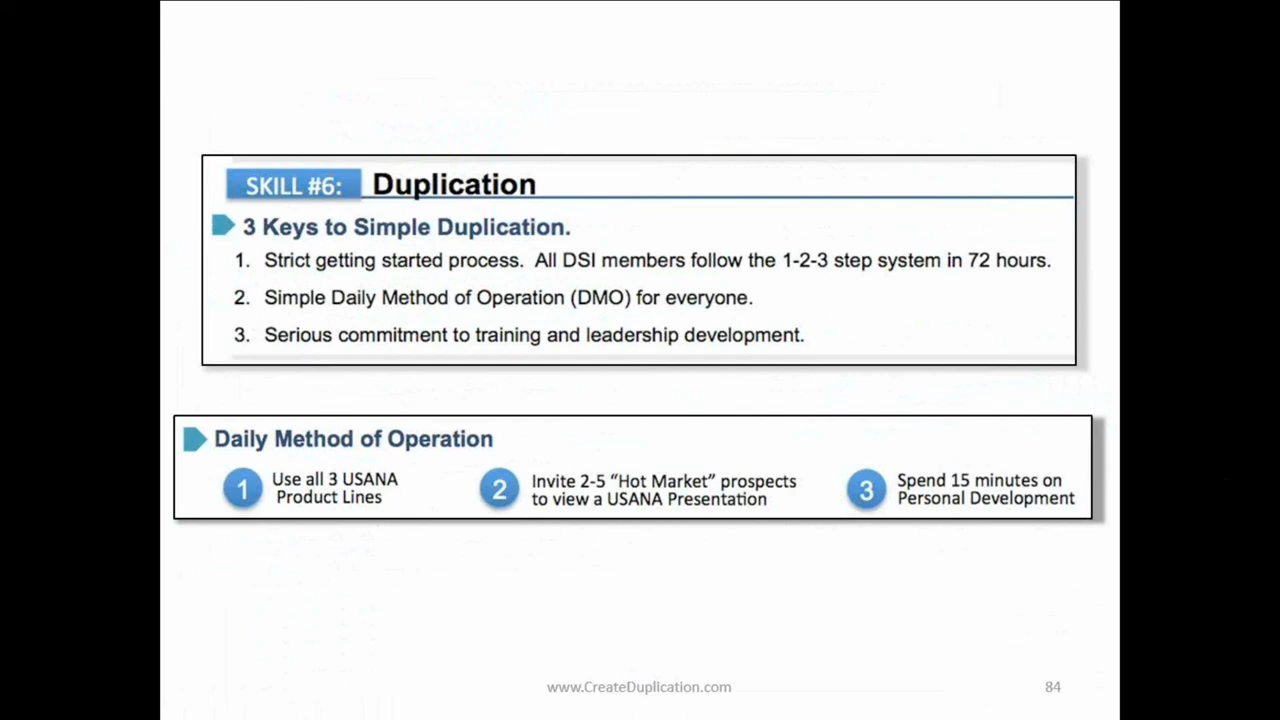 SKILL #6: Duplication
3 Keys to Simple Duplication.
1. Strict getting started process. All DSI members follow the 1-2-3 step system in 72 hours.
2. Simple Daily Method of Operation (DMO) for everyone.
3. Serious commitment to training and leadership development.
Daily Method of Operation
1 Use all 3 USANA
Product Lines
2 Invite 2-5 “Hot Market” prospects
to view a USANA Presentation
3 Spend 15 minutes on
Personal Development
www.CreateDuplication.com
84